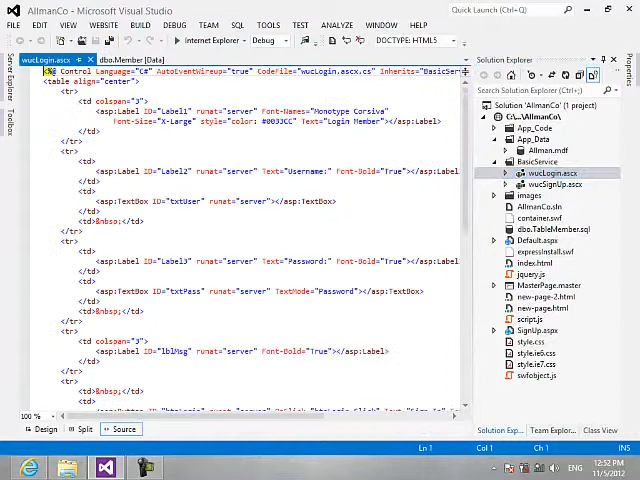 AllmanCo - Microsoft Visual Studio
Quick Launch (Ctrl+Q)
FILE EDIT VIEW WEBSITE BUILD DEBUG TEAM SQL TOOLS TEST ANALYZE WINDOW HELP
Internet Explorer Debug DOCTYPE: HTML5
Server Explorer
Toolbox
wucLogin.ascx dbo.Member [Data]
<%@ Control Language="C#" AutoEventWireup="true" CodeFile="wucLogin.ascx.cs" Inherits="BasicServ
<table align="center">
<tr>
<td colspan="3">
<asp:Label ID="Label1" runat="server" Font-Names="Monotype Corsiva"
Font-Size="X-Large" style="color: #0033CC" Text="Login Member"></asp:Label>
</td>
</tr>
<tr>
<td>
<asp:Label ID="Label2" runat="server" Text="Username:" Font-Bold="True"></asp:Label
<td>
<asp:TextBox ID="txtUser" runat="server"></asp:TextBox>
<td>
<td>&nbsp;</td>
</tr>
<tr>
<td>
<asp:Label ID="Label3" runat="server" Text="Password:" Font-Bold="True"></asp:Label
<td>
<asp:TextBox ID="txtPass" runat="server" TextMode="Password"></asp:TextBox>
<td>
<td>&nbsp;</td>
</tr>
<tr>
<td colspan="3">
<asp:Label ID="lblMsg" runat="server" Font-Bold="True"></asp:Label>
</td>
</tr>
<tr>
<td>&nbsp;</td>
<td>
100 %
Design Split Source
Solution Explorer
Search Solution Explorer (Ctrl+;)
Solution 'AllmanCo' (1 project)
C:\...\AllmanCo\
App_Code
App_Data
Allman.mdf
BasicService
wucLogin.ascx
wucSignUp.ascx
images
AllmanCo.sln
container.swf
dbo.TableMember.sql
Default.aspx
expressInstall.swf
index.html
jquery.js
MasterPage.master
new-page-2.html
new-page.html
script.js
SignUp.aspx
style.css
style.ie6.css
style.ie7.css
swfobject.js
Solution Exp... Team Explor... Class View
Properties
Ln 1 Col 1 Ch 1 INS
ENG
12:52 PM
11/5/2012